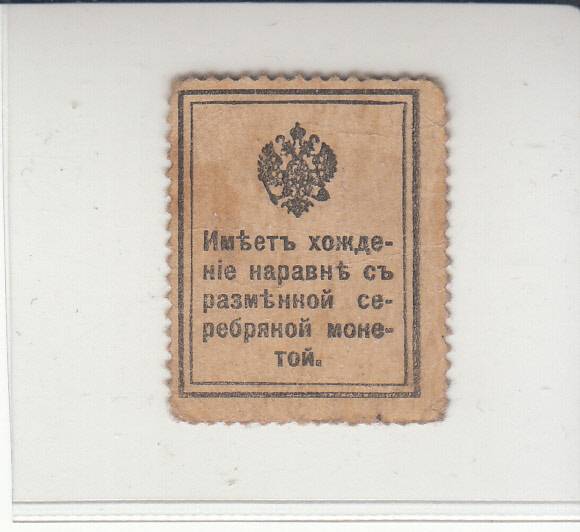 Имѣетъ хожде-
ніе наравнѣ съ
размѣнной се-
ребряной моне-
той.